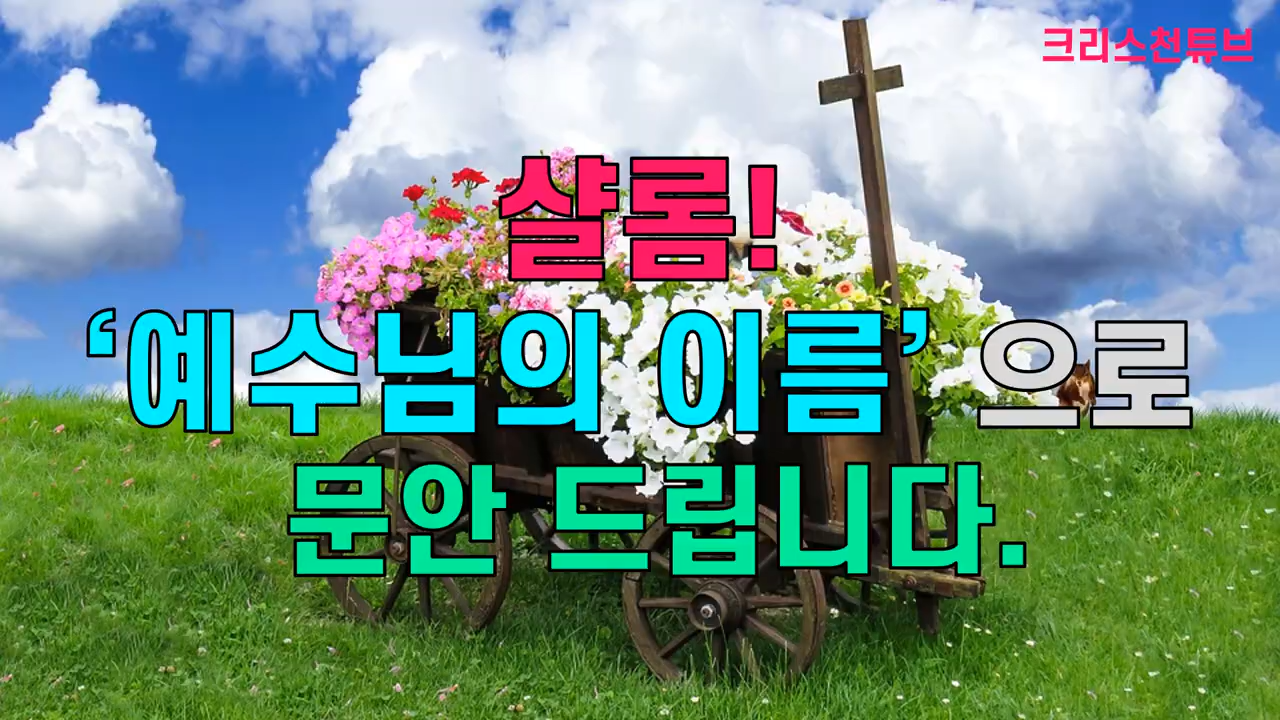 크리스천튜브
샬롬!
‘예수님의 이름’ 으로
문안 드립니다.